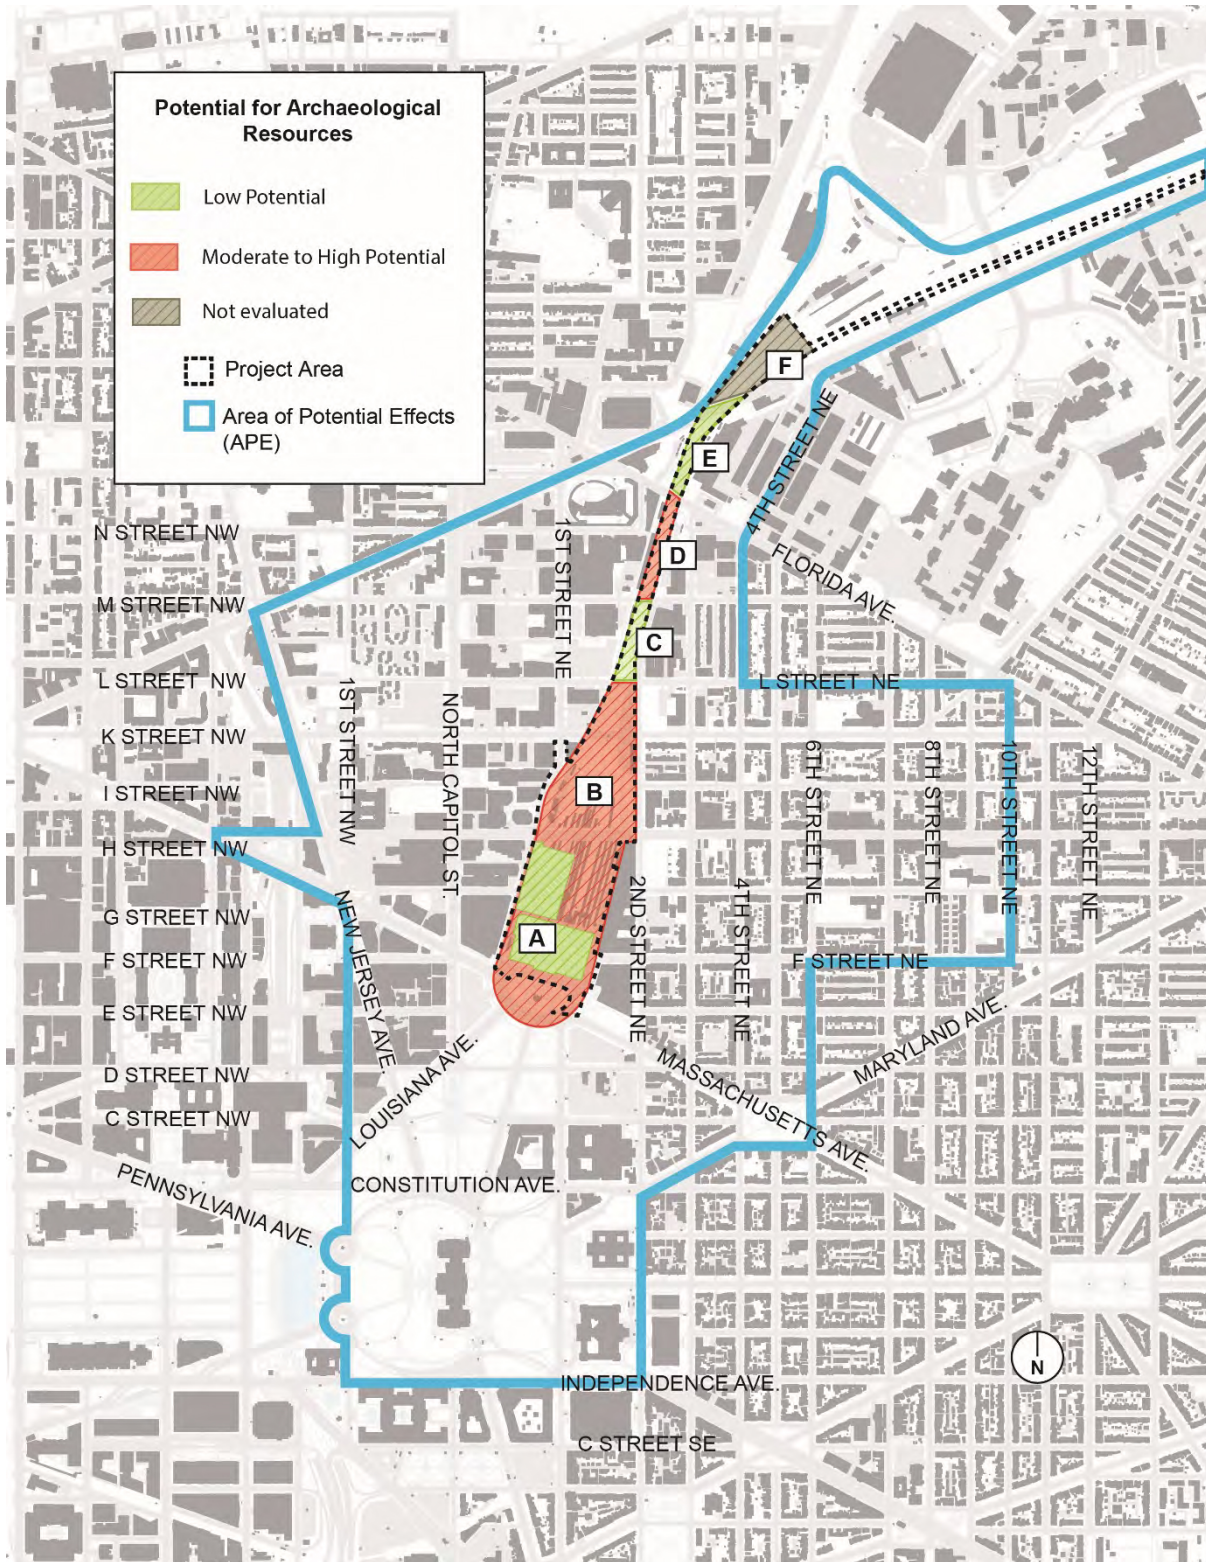 Potential for Archaeological
Resources
Low Potential
Moderate to High Potential
Not evaluated
Project Area
Area of Potential Effects
(APE)
F
E
D
C
B
A
N STREET NW
M STREET NW
L STREET NW
K STREET NW
I STREET NW
H STREET NW
G STREET NW
F STREET NW
E STREET NW
D STREET NW
C STREET NW
1ST STREET NW
NORTH CAPITOL ST.
1ST STREET NE
2ND STREET NE
4TH STREET NE
4TH STREET NE
FLORIDA AVE.
L STREET NE
6TH STREET NE
8TH STREET NE
10TH STREET NE
12TH STREET NE
F STREET NE
NEW JERSEY AVE.
LOUISIANA AVE.
MASSACHUSETTS AVE.
MARYLAND AVE.
PENNSYLVANIA AVE.
CONSTITUTION AVE.
INDEPENDENCE AVE.
C STREET SE
N